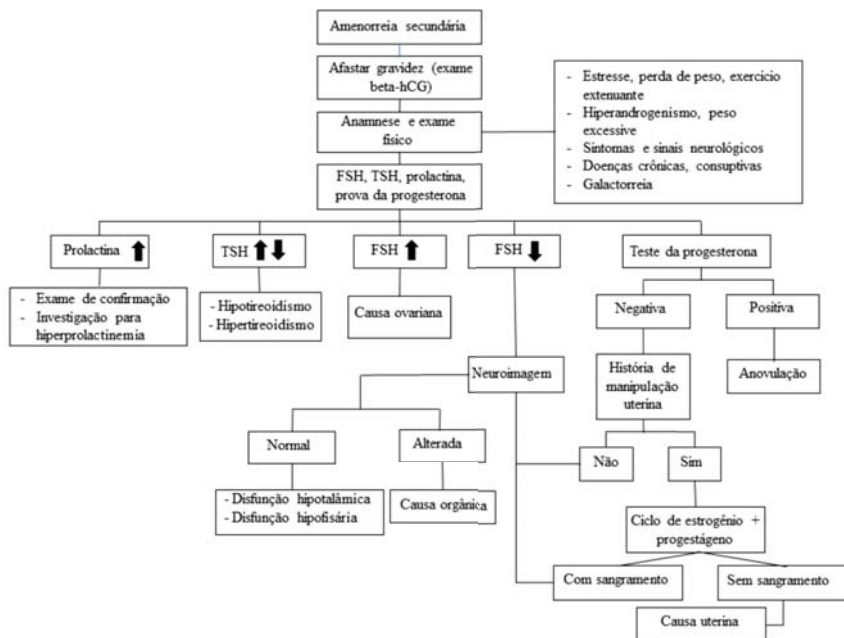 Amenorreia secundária
Afastar gravidez (exame
beta-hCG)
Anamnese e exame
físico
- Estresse, perda de peso, exercicio
extenuante
- Hiperandrogenismo, peso
excessive
- Sintomas e sinais neurológicos
- Doenças crônicas, consuptivas
- Galactorreia
FSH, TSH, prolactina,
prova da progesterona
Prolactina
TSH
FSH
FSH
Teste da progesterona
- Exame de confirmação
- Investigação para
hiperprolactinemia
- Hipotireoidismo
- Hipertireoidismo
Causa ovariana
Negativa
Positiva
Neuroimagem
História de
manipulação
uterina
Anovulação
Normal
Alterada
Não
Sim
- Disfunção hipotalâmica
- Disfunção hipofisária
Causa orgânica
Ciclo de estrogênio +
progestágeno
Com sangramento
Sem sangramento
Causa uterina